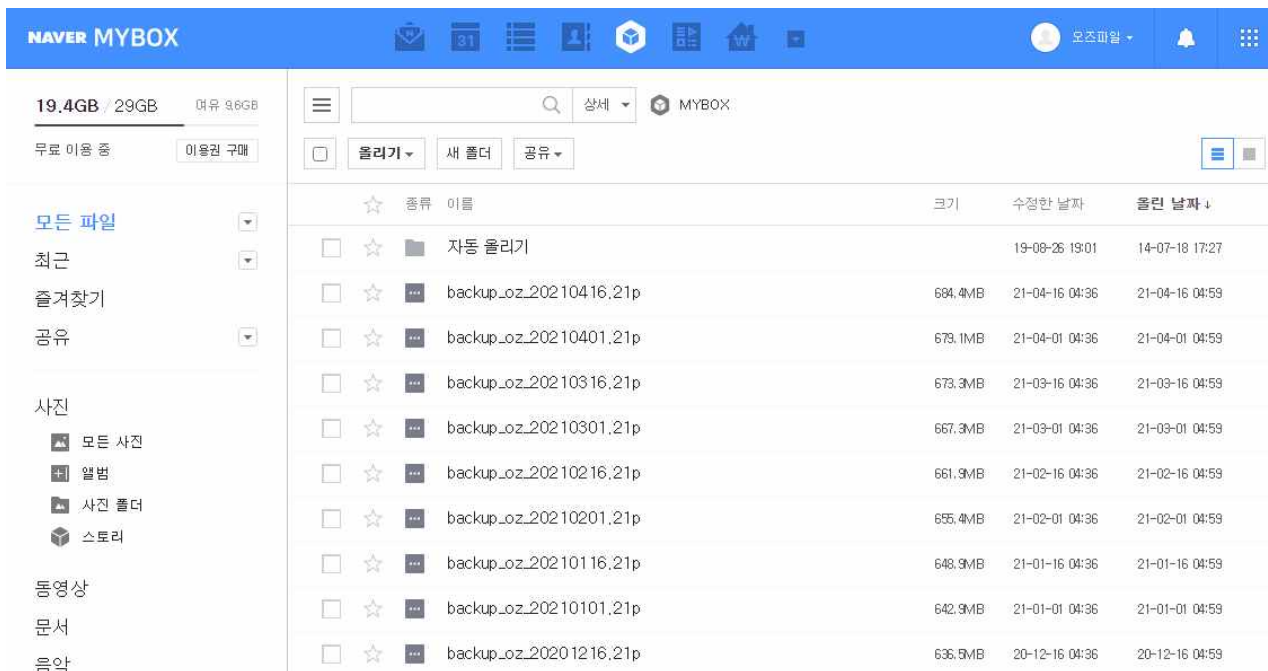 NAVER MYBOX
31
오즈파일
19.4GB / 29GB 여유 9.6GB
무료 이용 중 이용권 구매
모든 파일
최근
즐겨찾기
공유
사진
모든 사진
앨범
사진 폴더
스토리
동영상
문서
음악
상세 MYBOX
올리기 새 폴더 공유
종류 이름 크기 수정한 날짜 올린 날짜 ↓
자동 올리기 19-08-26 19:01 14-07-18 17:27
backup_oz_20210416.21p 684.4MB 21-04-16 04:36 21-04-16 04:59
backup_oz_20210401.21p 679.1MB 21-04-01 04:36 21-04-01 04:59
backup_oz_20210316.21p 673.3MB 21-03-16 04:36 21-03-16 04:59
backup_oz_20210301.21p 667.3MB 21-03-01 04:36 21-03-01 04:59
backup_oz_20210216.21p 661.9MB 21-02-16 04:36 21-02-16 04:59
backup_oz_20210201.21p 655.4MB 21-02-01 04:36 21-02-01 04:59
backup_oz_20210116.21p 648.9MB 21-01-16 04:36 21-01-16 04:59
backup_oz_20210101.21p 642.9MB 21-01-01 04:36 21-01-01 04:59
backup_oz_20201216.21p 636.5MB 20-12-16 04:36 20-12-16 04:59